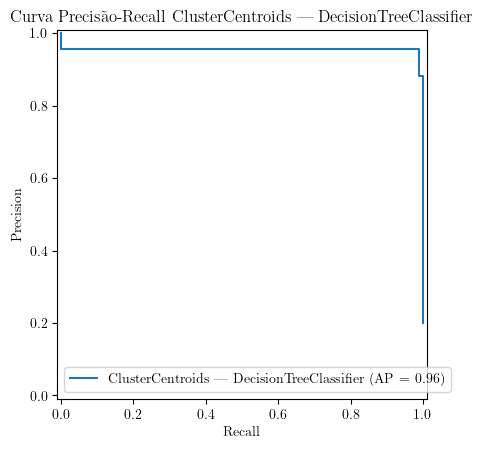 Curva Precisão-Recall ClusterCentroids — DecisionTreeClassifier
1.0
0.8
0.6
0.4
0.2
0.0
Precision
ClusterCentroids — DecisionTreeClassifier (AP = 0.96)
0.0 0.2 0.4 0.6 0.8 1.0
Recall